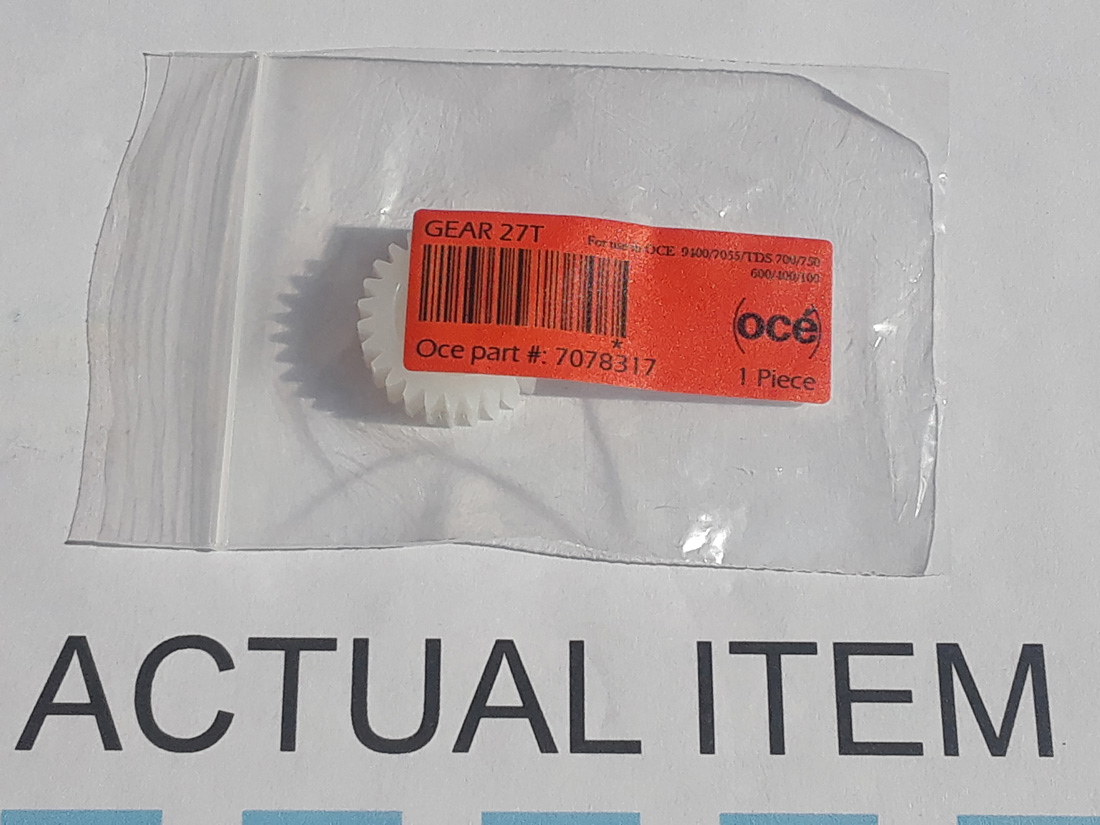 GEAR 27T
For use in OCE 9400/7055/TDS 700/750
600/400/100
*
Oce part #: 7078317
océ
1 Piece
ACTUAL ITEM